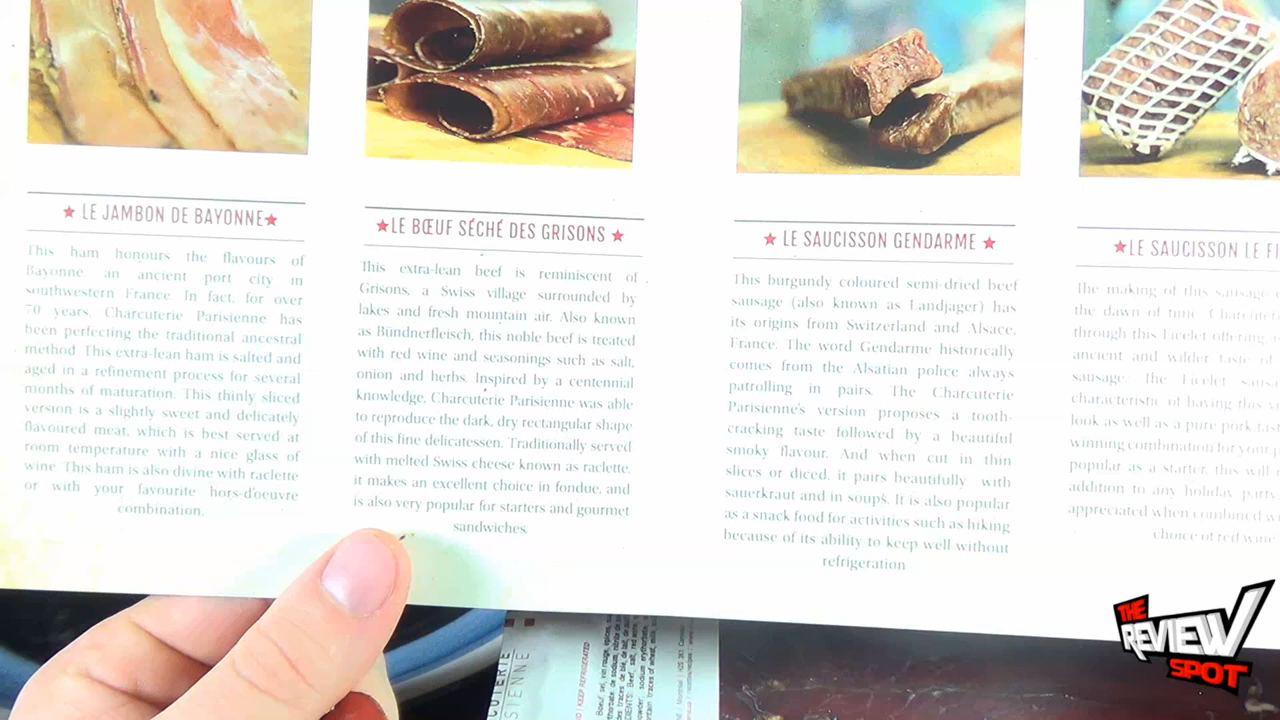 ★ LE JAMBON DE BAYONNE★
This ham honours the flavours of
Bayonne, an ancient port city in
southwestern France. In fact, for over
70 years, Charcuterie Parisienne has
been perfecting the traditional ancestral
method. This extra-lean ham is salted and
aged in a refinement process for several
months of maturation. This thinly sliced
version is a slightly sweet and delicately
flavoured meat, which is best served at
room temperature with a nice glass of
wine. This ham is also divine with raclette
or with your favourite hors-d'oeuvre
combination.
★LE BŒUF SÉCHÉ DES GRISONS ★
This extra-lean beef is reminiscent of
Grisons, a Swiss village surrounded by
lakes and fresh mountain air. Also known
as Bündnerfleisch, this noble beef is treated
with red wine and seasonings such as salt,
onion and herbs. Inspired by a centennial
knowledge, Charcuterie Parisienne was able
to reproduce the dark, dry rectangular shape
of this fine delicatessen. Traditionally served
with melted Swiss cheese known as raclette,
it makes an excellent choice in fondue, and
is also very popular for starters and gourmet
sandwiches.
★ LE SAUCISSON GENDARME ★
This burgundy coloured semi-dried beef
sausage (also known as Landjager) has
its origins from Switzerland and Alsace,
France. The word Gendarme historically
comes from the Alsatian police always
patrolling in pairs. The Charcuterie
Parisienne's version proposes a tooth-
cracking taste followed by a beautiful
smoky flavour. And when cut in thin
slices or diced, it pairs beautifully with
sauerkraut and in soups. It is also popular
as a snack food for activities such as hiking
because of its ability to keep well without
refrigeration
★LE SAUCISSON LE FI
The making of this sausage
the dawn of time. Charcuter
through this Ficelet offering
ancient and wilder taste of
sausage. The Ficelet saus
characteristic of having this
look as well as a pure pork tas
winning combination for your p
popular as a starter, this will
addition to any holiday party
appreciated when combined w
choice of red wine
THE
REVIEW
SPOT
CUTERIE
SIENNE
KEEP REFRIGERATED